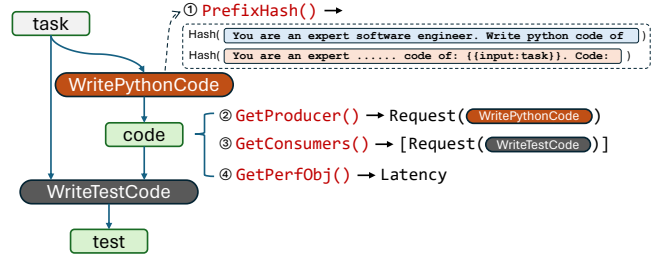 task
① PrefixHash() →
Hash( You are an expert software engineer. Write python code of )
Hash( You are an expert ...... code of: {{input:task}}. Code: )
WritePythonCode
② GetProducer() → Request( WritePythonCode )
code
③ GetConsumers() → [Request( WriteTestCode )]
④ GetPerfObj() → Latency
WriteTestCode
test